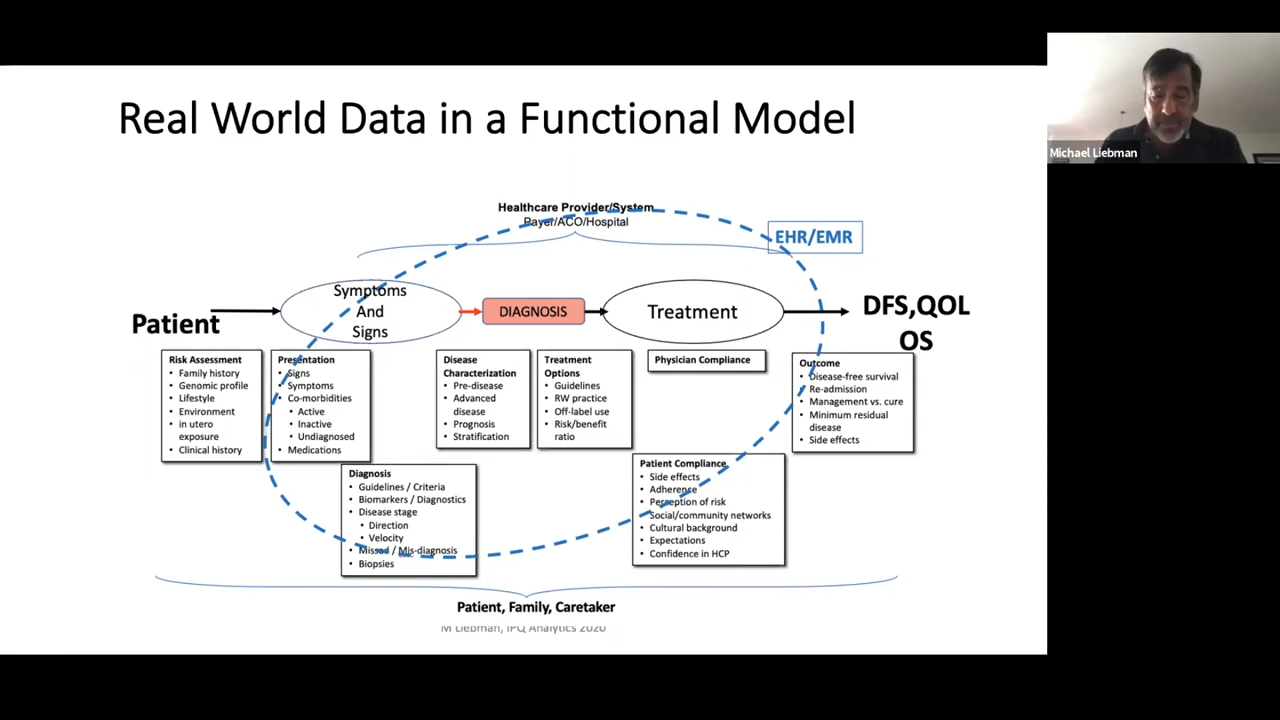 Real World Data in a Functional Model
Michael Liebman
Healthcare Provider/System
Payer/ACO/Hospital
EHR/EMR
Patient
Symptoms
And
Signs
DIAGNOSIS
Treatment
DFS,QOL
OS
Risk Assessment
• Family history
• Genomic profile
• Lifestyle
• Environment
• in utero
exposure
• Clinical history
Presentation
• Signs
• Symptoms
• Co-morbidities
• Active
• Inactive
• Undiagnosed
• Medications
Disease
Characterization
• Pre-disease
• Advanced
disease
• Prognosis
• Stratification
Treatment
Options
• Guidelines
• RW practice
• Off-label use
• Risk/benefit
ratio
Physician Compliance
Outcome
• Disease-free survival
• Re-admission
• Management vs. cure
• Minimum residual
disease
• Side effects
Diagnosis
• Guidelines / Criteria
• Biomarkers / Diagnostics
• Disease stage
• Direction
• Velocity
• Missed / Mis-diagnosis
• Biopsies
Patient Compliance
• Side effects
• Adherence
• Perception of risk
• Social/community networks
• Cultural background
• Expectations
• Confidence in HCP
Patient, Family, Caretaker
M Liebman, IPQ Analytics 2020